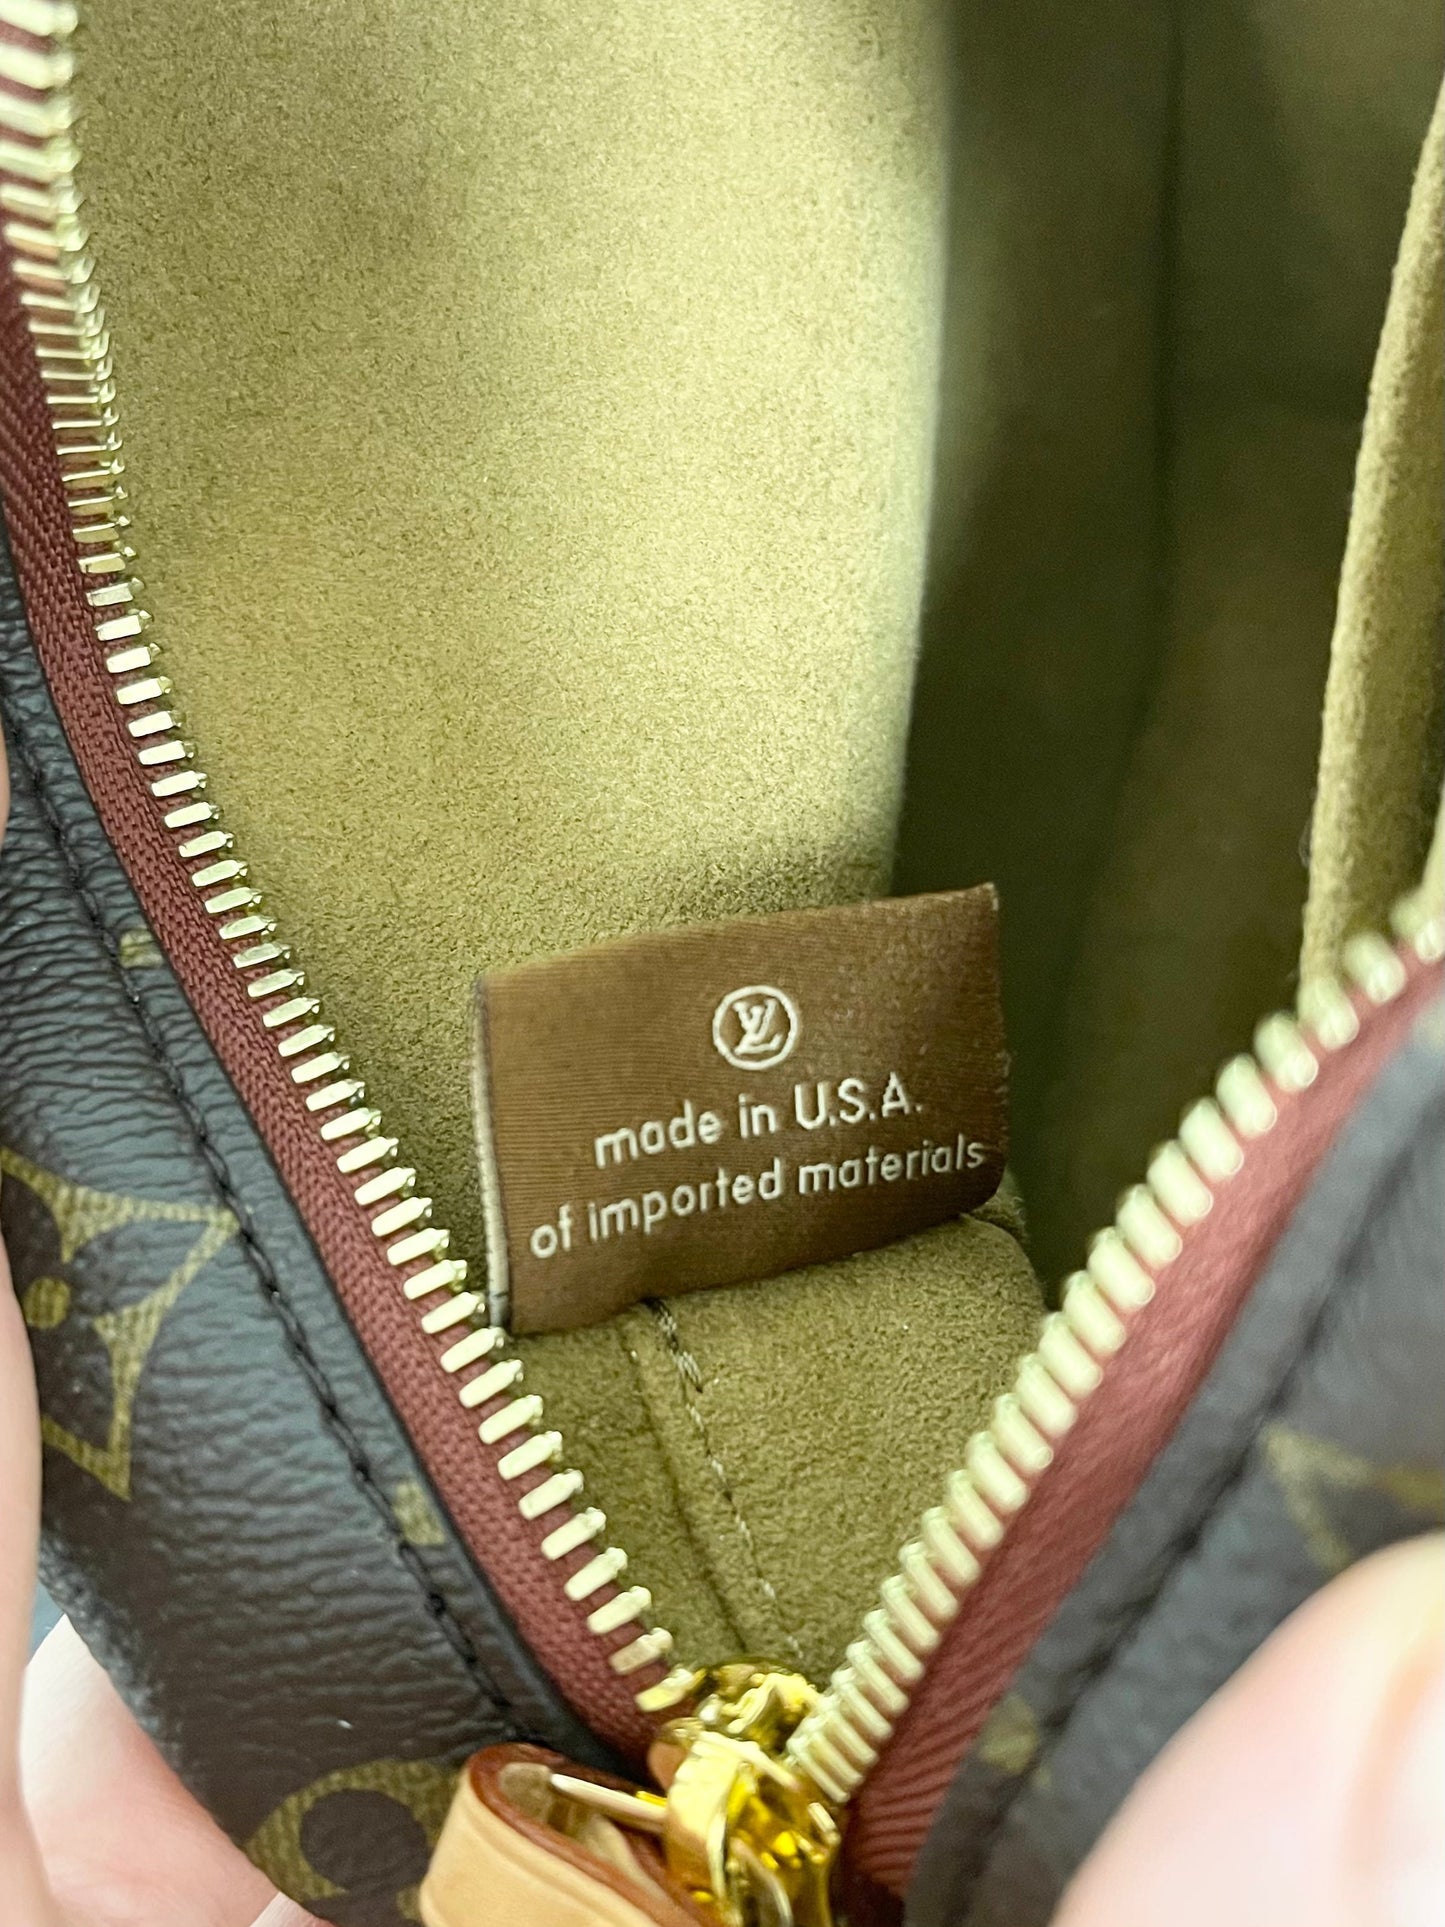 LV
made in U.S.A.
of imported materials